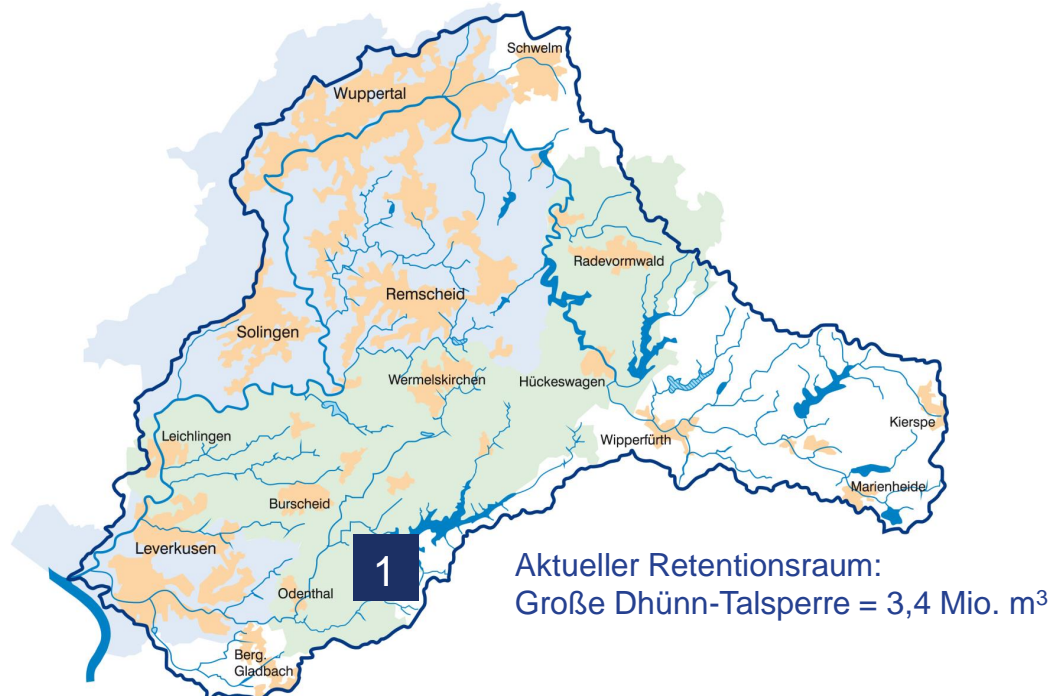 Schwelm
Wuppertal
Radevormwald
Remscheid
Solingen
Wermelskirchen
Hückeswagen
Kierspe
Leichlingen
Wipperfürth
Marienheide
Burscheid
Leverkusen
1
Aktueller Retentionsraum:
Große Dhünn-Talsperre = 3,4 Mio. m³
Odenthal
Berg.
Gladbach